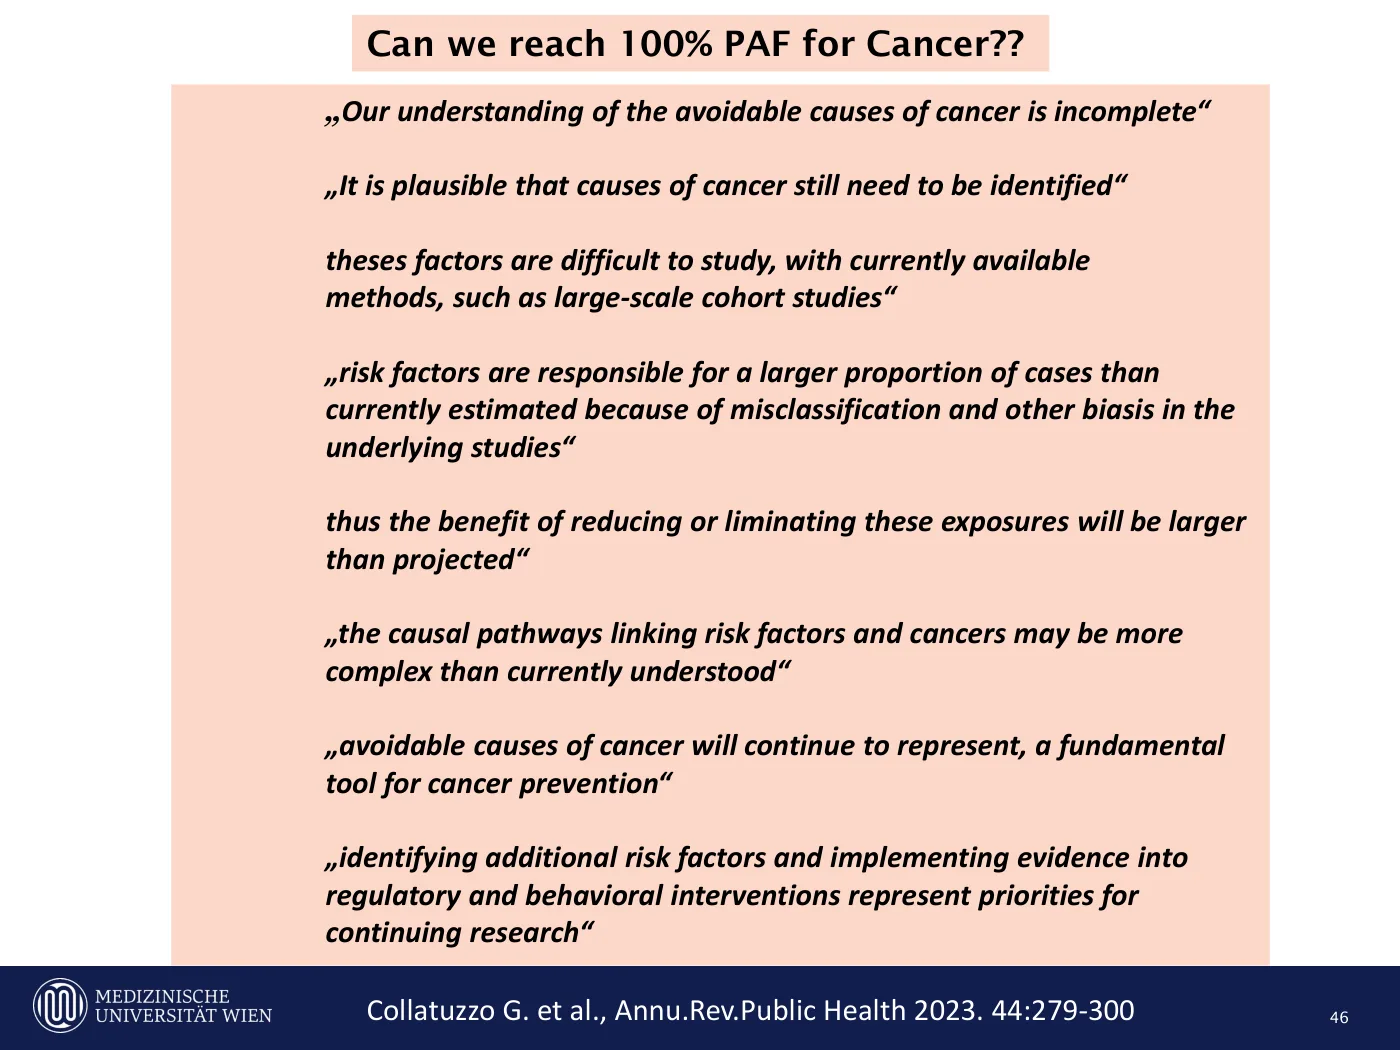 Can we reach 100% PAF for Cancer??
„Our understanding of the avoidable causes of cancer is incomplete“
„It is plausible that causes of cancer still need to be identified“
theses factors are difficult to study, with currently available
methods, such as large-scale cohort studies“
„risk factors are responsible for a larger proportion of cases than
currently estimated because of misclassification and other biasis in the
underlying studies“
thus the benefit of reducing or liminating these exposures will be larger
than projected“
„the causal pathways linking risk factors and cancers may be more
complex than currently understood“
„avoidable causes of cancer will continue to represent, a fundamental
tool for cancer prevention“
„identifying additional risk factors and implementing evidence into
regulatory and behavioral interventions represent priorities for
continuing research“
MEDIZINISCHE
UNIVERSITÄT WIEN
Collatuzzo G. et al., Annu.Rev.Public Health 2023. 44:279-300
46